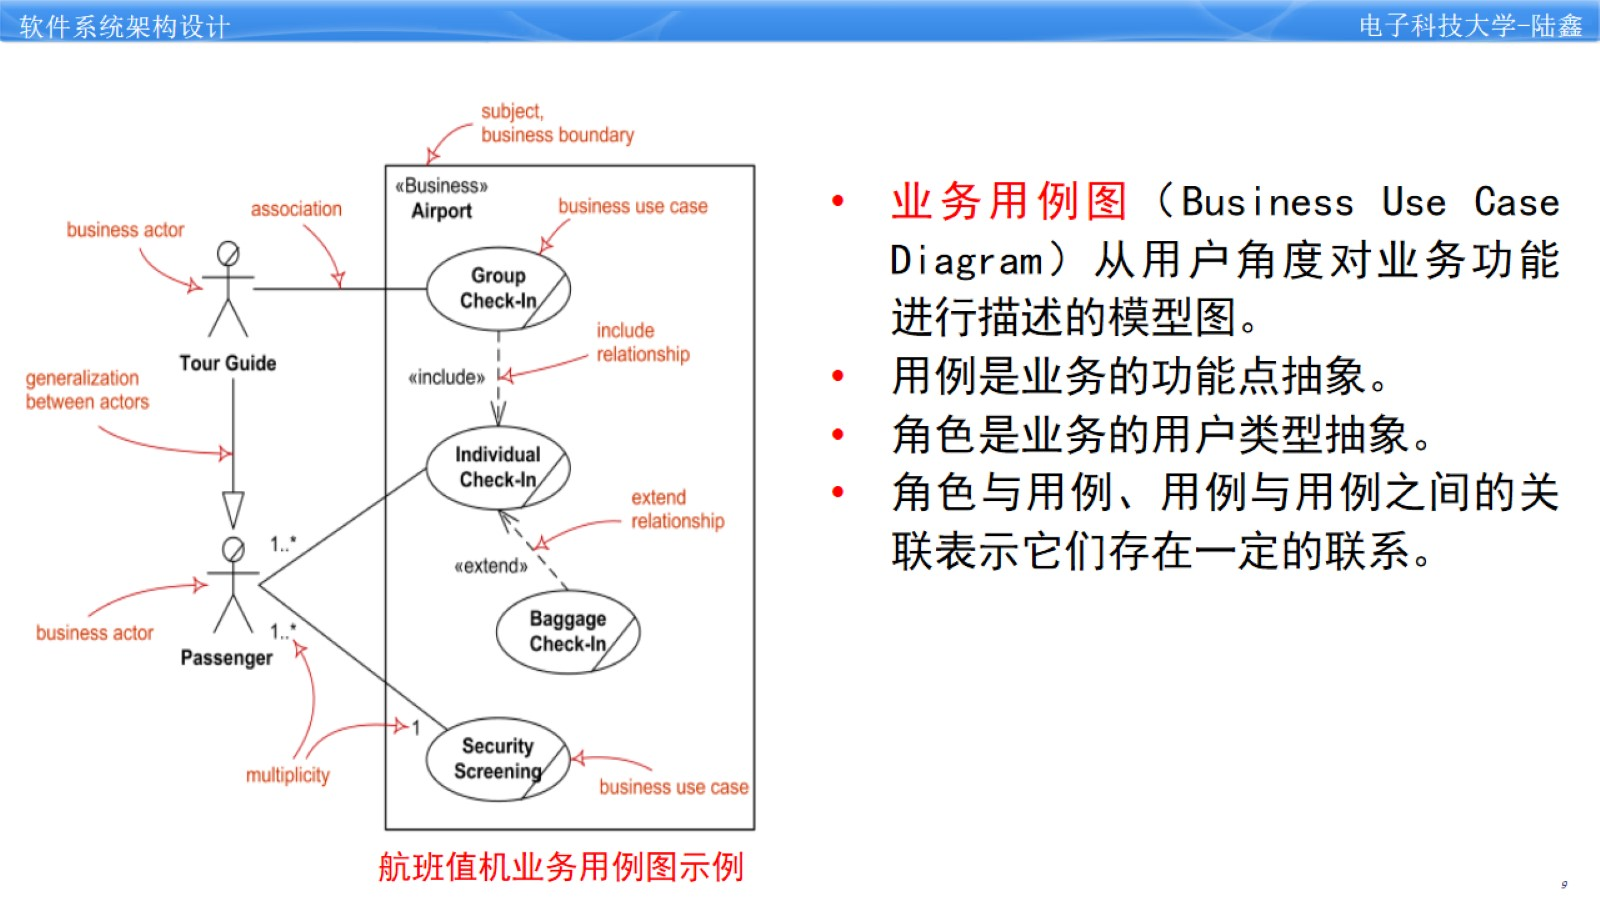 软件系统架构设计
电子科技大学-陆鑫
subject,
business boundary
«Business»
Airport
business use case
association
business actor
Group
Check-In
Tour Guide
include
relationship
«include»
generalization
between actors
Individual
Check-In
extend
relationship
1..*
«extend»
business actor
1..*
Passenger
Baggage
Check-In
1
multiplicity
Security
Screening
business use case
航班值机业务用例图示例
• 业务用例图（Business Use Case
Diagram）从用户角度对业务功能
进行描述的模型图。
• 用例是业务的功能点抽象。
• 角色是业务的用户类型抽象。
• 角色与用例、用例与用例之间的关
联表示它们存在一定的联系。
9